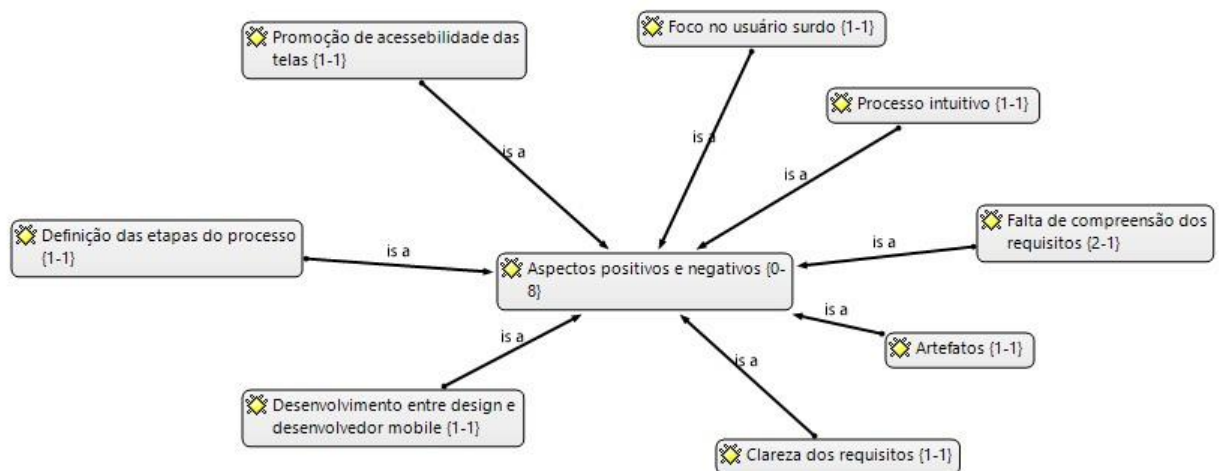 Promoção de acessebilidade das
telas {1-1}
Foco no usuário surdo {1-1}
Processo intuitivo {1-1}
is a
is a
is a
Definição das etapas do processo
{1-1}
is a
Falta de compreensão dos
requisitos {2-1}
is a
Aspectos positivos e negativos {0-
8}
is a
Artefatos {1-1}
is a
is a
Desenvolvimento entre design e
desenvolvedor mobile {1-1}
Clareza dos requisitos {1-1}